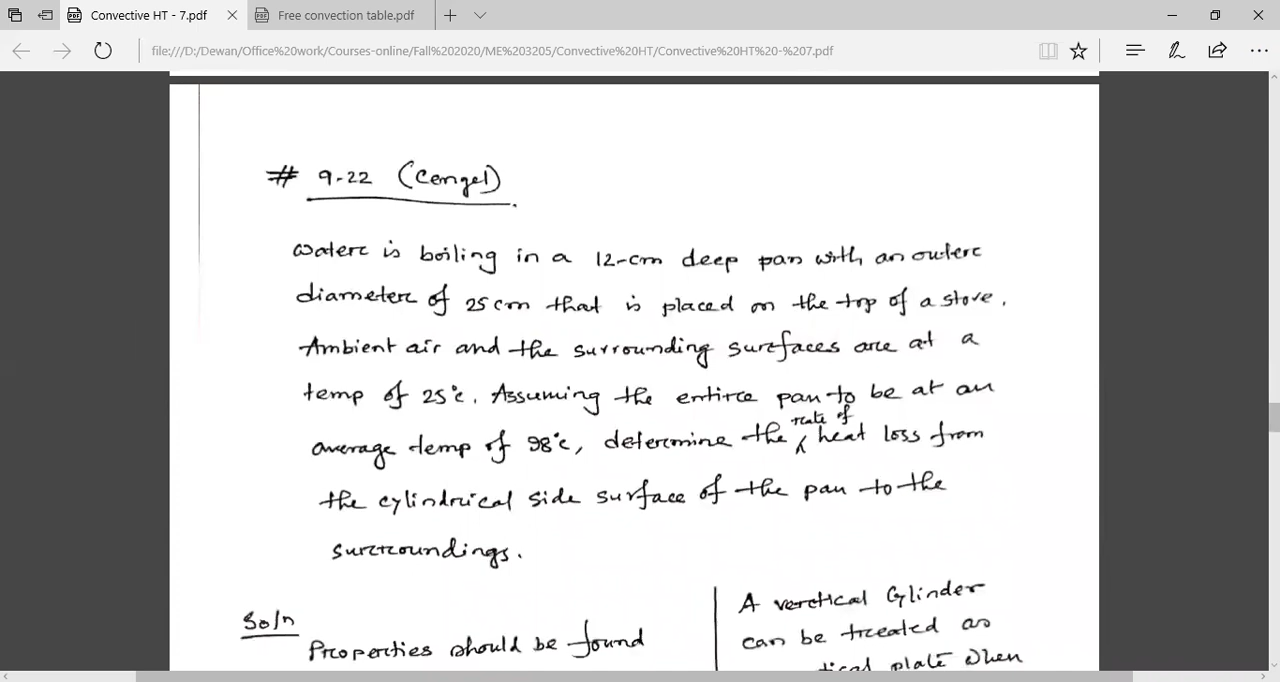 Convective HT - 7.pdf
Free convection table.pdf
file:///D:/Dewan/Office%20work/Courses-online/Fall%202020/ME%203205/Convective%20HT/Convective%20HT%20-%207.pdf
# 9-22 (Cengel)
Water is boiling in a 12-cm deep pan with an outer
diameter of 25 cm that is placed on the top of a stove.
Ambient air and the surrounding surfaces are at a
temp of 25°c. Assuming the entire pan to be at an
average temp of 98°c, determine the rate of heat loss from
the cylindrical side surface of the pan to the
surroundings.
Soln
Properties should be found
A vertical Cylinder
can be treated as
plate when